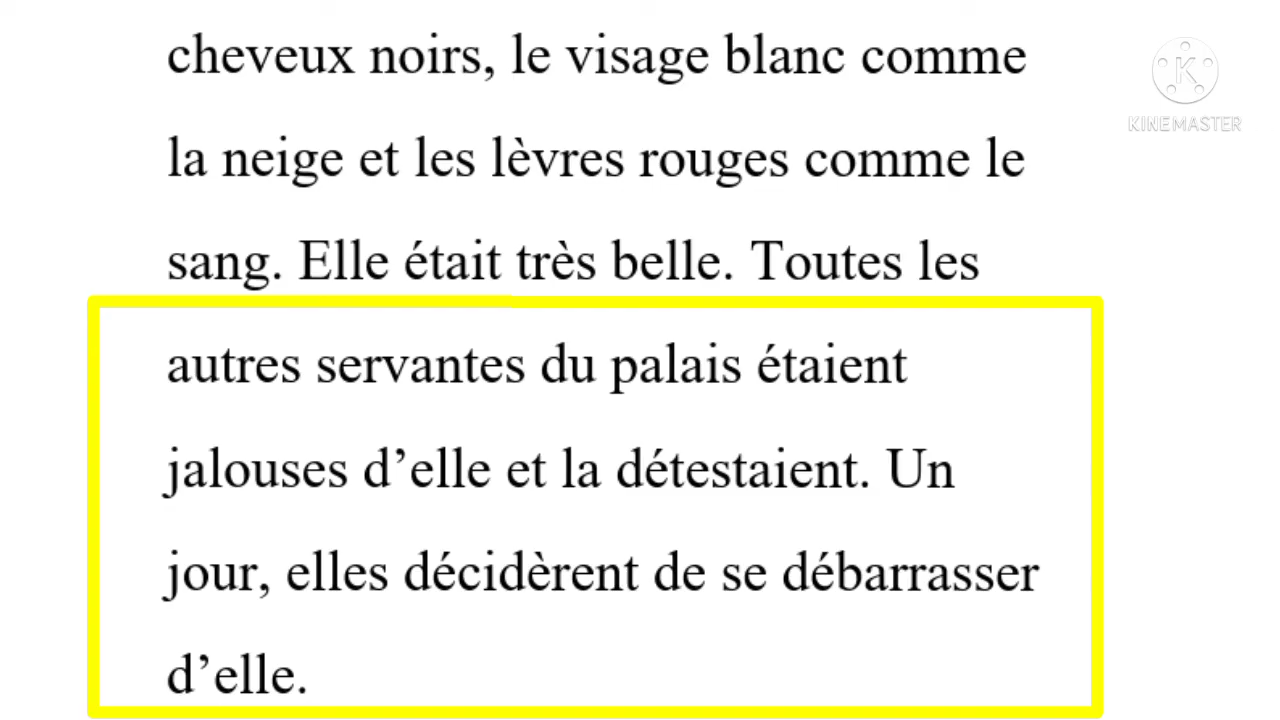 cheveux noirs, le visage blanc comme
la neige et les lèvres rouges comme le
sang. Elle était très belle. Toutes les
autres servantes du palais étaient
jalouses d’elle et la détestaient. Un
jour, elles décidèrent de se débarrasser
d’elle.
K
KINEMASTER